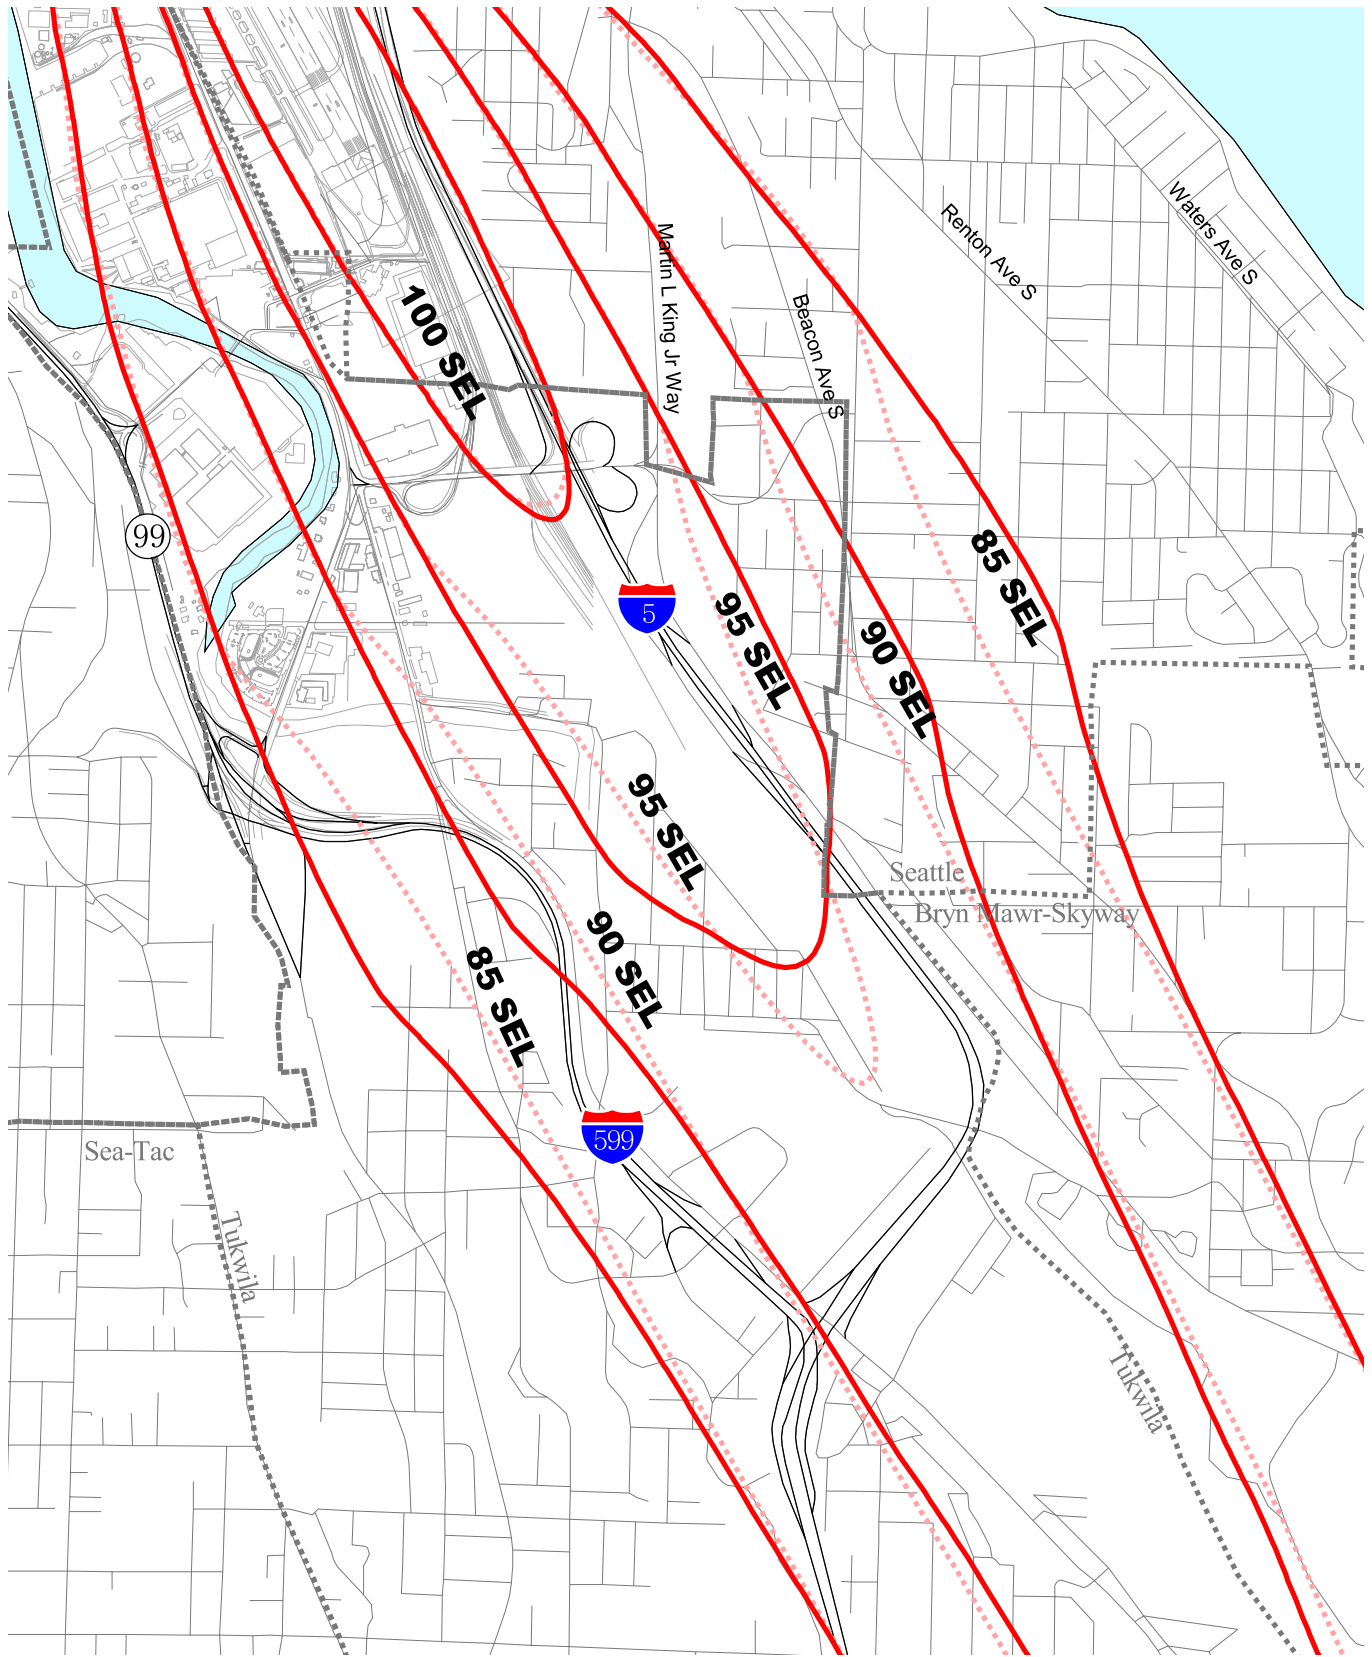 Waters Ave S
Renton Ave S
Martin L King Jr Way
Beacon Ave S
100 SEL
99
85 SEL
5
95 SEL
90 SEL
95 SEL
Seattle
Bryn Mawr-Skyway
90 SEL
85 SEL
599
Sea-Tac
Tukwila
Tukwila